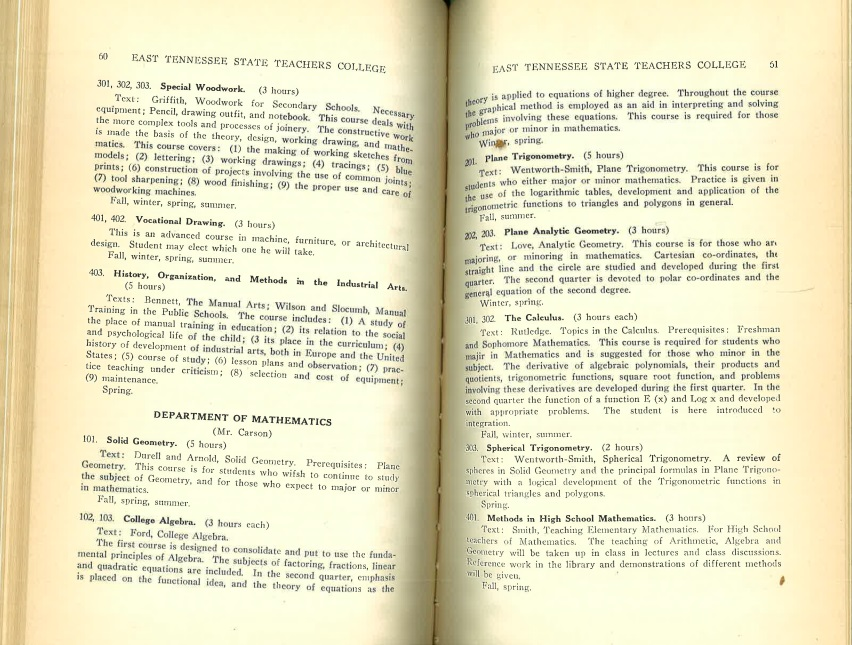 60 EAST TENNESSEE STATE TEACHERS COLLEGE
301, 302, 303. Special Woodwork. (3 hours)
Text: Griffith, Woodwork for Secondary Schools. Necessary
equipment; Pencil, drawing outfit, and notebook. This course deals with
the more complex tools and processes of joinery. The constructive work
is made the basis of the theory, design, working drawing, and mathe-
matics. This course covers: (1) the making of working sketches from
models; (2) lettering; (3) working drawings; (4) tracings; (5) blue
prints; (6) construction of projects involving the use of common joints;
(7) tool sharpening; (8) wood finishing; (9) the proper use and care of
woodworking machines.
Fall, winter, spring, summer.
401, 402. Vocational Drawing. (3 hours)
This is an advanced course in machine, furniture, or architectural
design. Student may elect which one he will take.
Fall, winter, spring, summer.
403. History, Organization, and Methods in the Industrial Arts.
(5 hours)
Texts: Bennett, The Manual Arts; Wilson and Slocumb, Manual
Training in the Public Schools. The course includes: (1) A study of
the place of manual training in education; (2) its relation to the social
and psychological life of the child; (3 its place in the curriculum; (4)
history of development of industrial arts, both in Europe and the United
States; (5) course of study; (6) lesson plans and observation; (7) prac-
tice teaching under criticism; (8) selection and cost of equipment;
(9) maintenance.
Spring.
DEPARTMENT OF MATHEMATICS
(Mr. Carson)
101. Solid Geometry. (5 hours)
Text: Durell and Arnold, Solid Geometry. Prerequisites: Plane
Geometry. This course is for students who wifsh to continue to study
the subject of Geometry, and for those who expect to major or minor
in mathematics.
Fall, spring, summer.
102, 103. College Algebra. (3 hours each)
Text: Ford, College Algebra.
The first course is designed to consolidate and put to use the funda-
mental principles of Algebra. The subjects of factoring, fractions, linear
and quadratic equations are included. In the second quarter, emphasis
is placed on the functional idea, and the theory of equations as the
EAST TENNESSEE STATE TEACHERS COLLEGE 51
theory is applied to equations of higher degree. Throughout the course
the graphical method is employed as an aid in interpreting and solving
problems involving these equations. This course is required for those
who major or minor in mathematics.
Winter, spring.
201. Plane Trigonometry. (5 hours)
Text: Wentworth-Smith, Plane Trigonometry. This course is for
students who either major or minor mathematics. Practice is given in
the use of the logarithmic tables, development and application of the
trigonometric functions to triangles and polygons in general.
Fall, summer.
202, 203. Plane Analytic Geometry. (3 hours)
Text: Love, Analytic Geometry. This course is for those who are
majoring, or minoring in mathematics. Cartesian co-ordinates, the
straight line and the circle are studied and developed during the first
quarter. The second quarter is devoted to polar co-ordinates and the
general equation of the second degree.
Winter, spring.
301, 302. The Calculus. (3 hours each)
Text: Rutledge. Topics in the Calculus. Prerequisites: Freshman
and Sophomore Mathematics. This course is required for students who
majir in Mathematics and is suggested for those who minor in the
subject. The derivative of algebraic polynomials, their products and
quotients, trigonometric functions, square root function, and problems
involving these derivatives are developed during the first quarter. In the
second quarter the function of a function E (x) and Log x and developed
with appropriate problems. The student is here introduced to
integration.
Fall, winter, summer.
303. Spherical Trigonometry. (2 hours)
Text: Wentworth-Smith, Spherical Trigonometry. A review of
spheres in Solid Geometry and the principal formulas in Plane Trigono-
metry with a logical development of the Trigonometric functions in
spherical triangles and polygons.
Spring.
401. Methods in High School Mathematics. (3 hours)
Text: Smith, Teaching Elementary Mathematics. For High School
teachers of Mathematics. The teaching of Arithmetic, Algebra and
Geometry will be taken up in class in lectures and class discussions.
Reference work in the library and demonstrations of different methods
will be given.
Fall, spring.